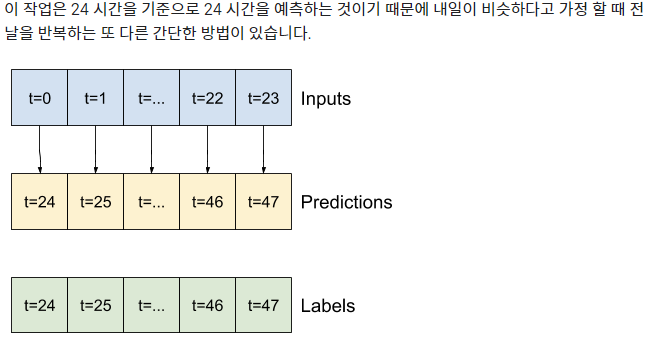 이 작업은 24 시간을 기준으로 24 시간을 예측하는 것이기 때문에 내일이 비슷하다고 가정 할 때 전
날을 반복하는 또 다른 간단한 방법이 있습니다.
t=0 t=1 t=... t=22 t=23 Inputs
t=24 t=25 t=... t=46 t=47 Predictions
t=24 t=25 t=... t=46 t=47 Labels